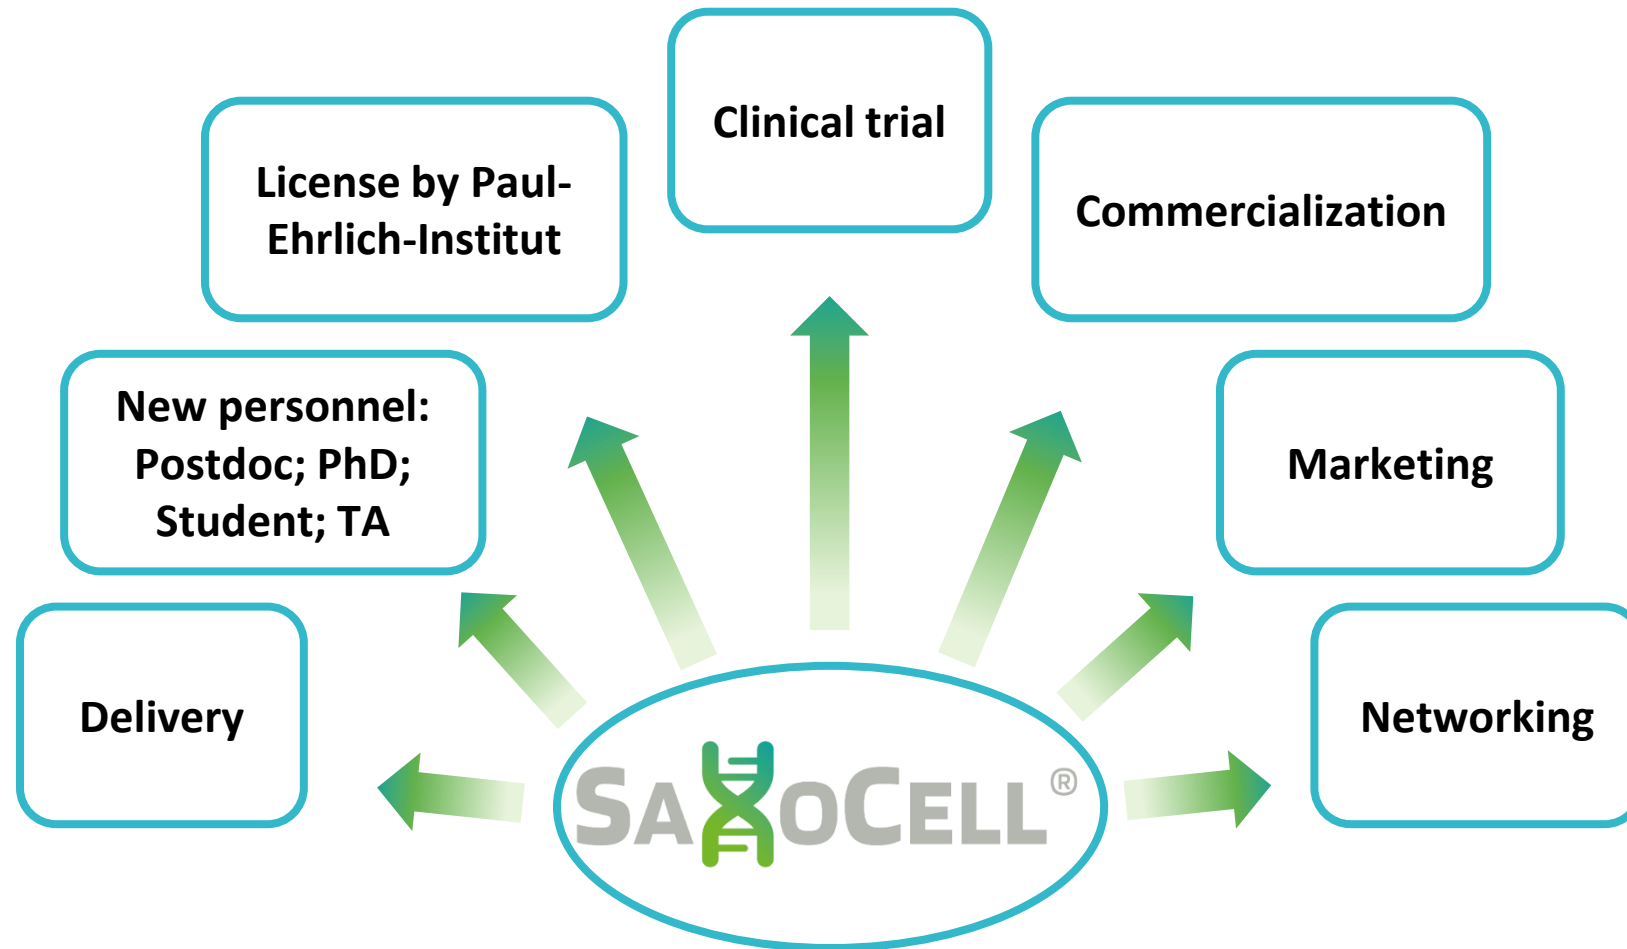 Clinical trial
License by Paul-
Ehrlich-Institut
Commercialization
New personnel:
Postdoc; PhD;
Student; TA
Marketing
Delivery
Networking
SAXOCELL®